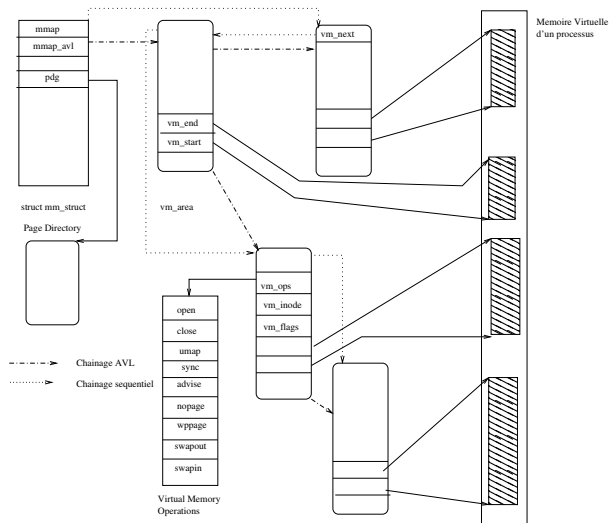 mmap
mmap_avl
pdg
struct mm_struct
Page Directory
vm_end
vm_start
vm_area
vm_next
Memoire Virtuelle
d'un processus
vm_ops
vm_inode
vm_flags
open
close
umap
sync
advise
nopage
wppage
swapout
swapin
Virtual Memory
Operations
Chainage AVL
Chainage sequentiel